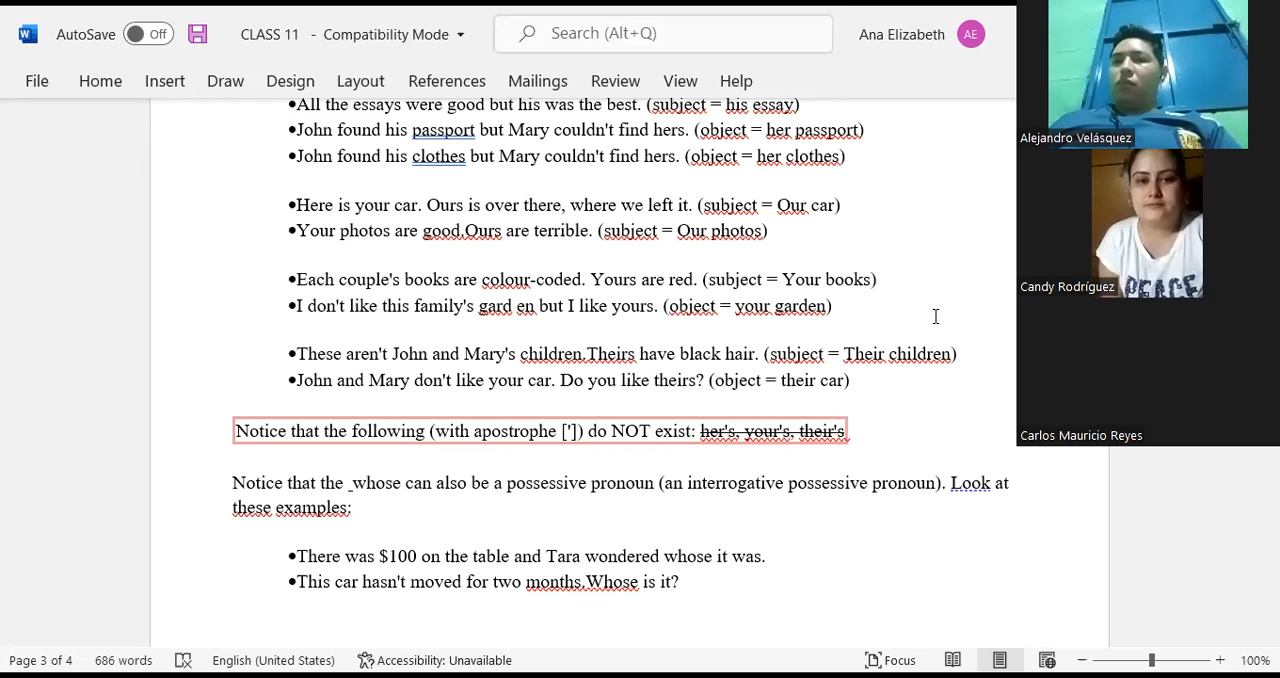 AutoSave Off CLASS 11 - Compatibility Mode Search (Alt+Q) Ana Elizabeth AE
File Home Insert Draw Design Layout References Mailings Review View Help
•All the essays were good but his was the best. (subject = his essay)
•John found his passport but Mary couldn't find hers. (object = her passport)
•John found his clothes but Mary couldn't find hers. (object = her clothes)
•Here is your car. Ours is over there, where we left it. (subject = Our car)
•Your photos are good.Ours are terrible. (subject = Our photos)
•Each couple's books are colour-coded. Yours are red. (subject = Your books)
•I don't like this family's gard en but I like yours. (object = your garden)
•These aren't John and Mary's children.Theirs have black hair. (subject = Their children)
•John and Mary don't like your car. Do you like theirs? (object = their car)
Notice that the following (with apostrophe [']) do NOT exist: her's, your's, their's
Notice that the _whose can also be a possessive pronoun (an interrogative possessive pronoun). Look at
these examples:
•There was $100 on the table and Tara wondered whose it was.
•This car hasn't moved for two months.Whose is it?
Alejandro Velásquez
PEACE
Candy Rodríguez
Carlos Mauricio Reyes
Page 3 of 4 686 words English (United States) Accessibility: Unavailable Focus 100%